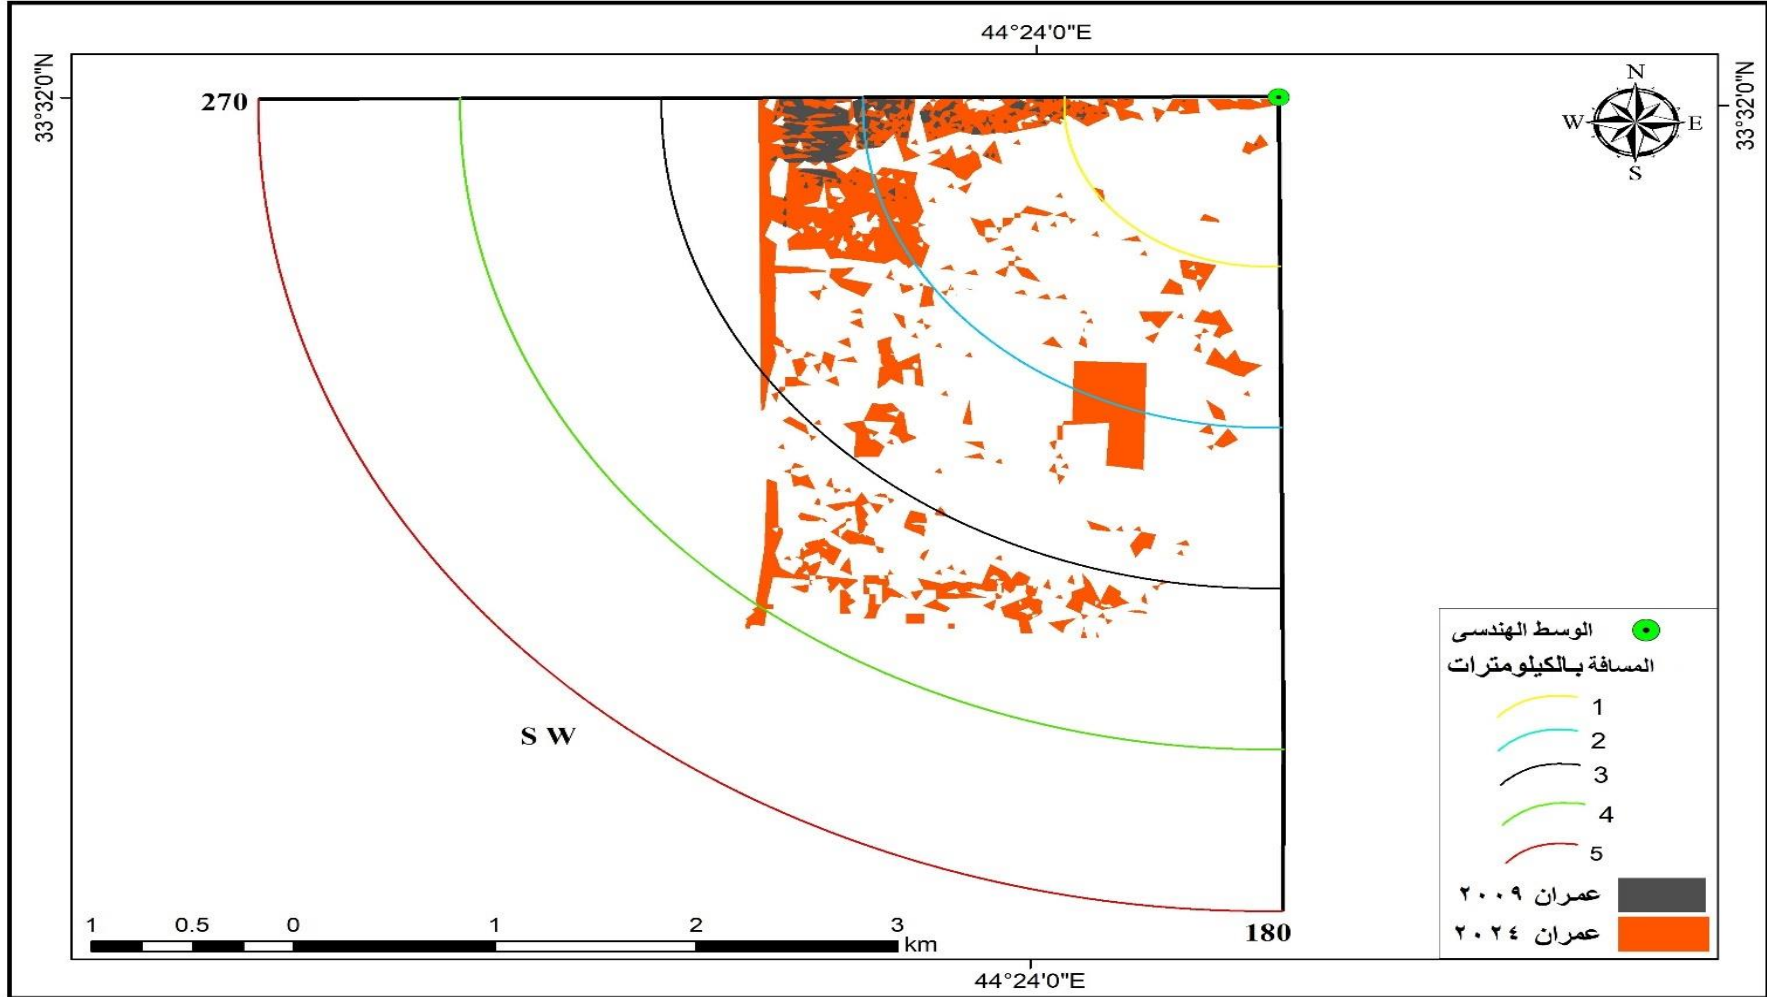 44°24'0"E
33°32'0"N
33°32'0"N
270
N
W
E
S
S W
الوسط الهندسى
المسافة بالكيلومترات
1
2
3
4
5
عمران ٢٠٠٩
عمران ٢٠٢٤
1 0.5 0 1 2 3
km
180
44°24'0"E